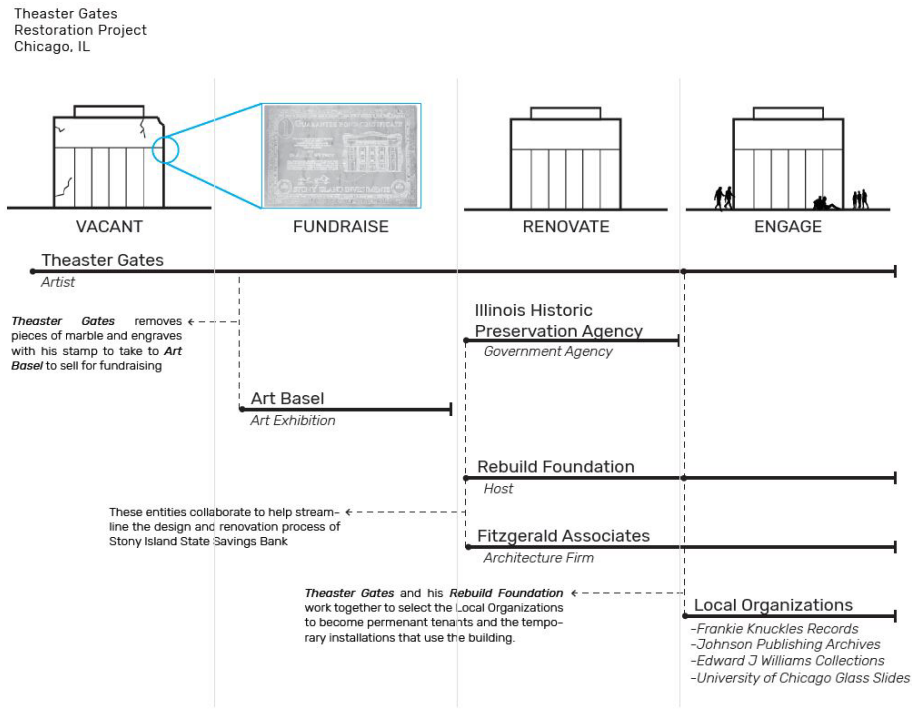 Theaster Gates
Restoration Project
Chicago, IL
VACANT
FUNDRAISE
RENOVATE
ENGAGE
Theaster Gates
Artist
Theaster Gates removes
pieces of marble and engraves
with his stamp to take to Art
Basel to sell for fundraising
Illinois Historic
Preservation Agency
Government Agency
Art Basel
Art Exhibition
Rebuild Foundation
Host
These entities collaborate to help stream-
line the design and renovation process of
Stony Island State Savings Bank
Fitzgerald Associates
Architecture Firm
Theaster Gates and his Rebuild Foundation
work together to select the Local Organizations
to become permenant tenants and the tempo-
rary installations that use the building.
Local Organizations
-Frankie Knuckles Records
-Johnson Publishing Archives
-Edward J Williams Collections
-University of Chicago Glass Slides